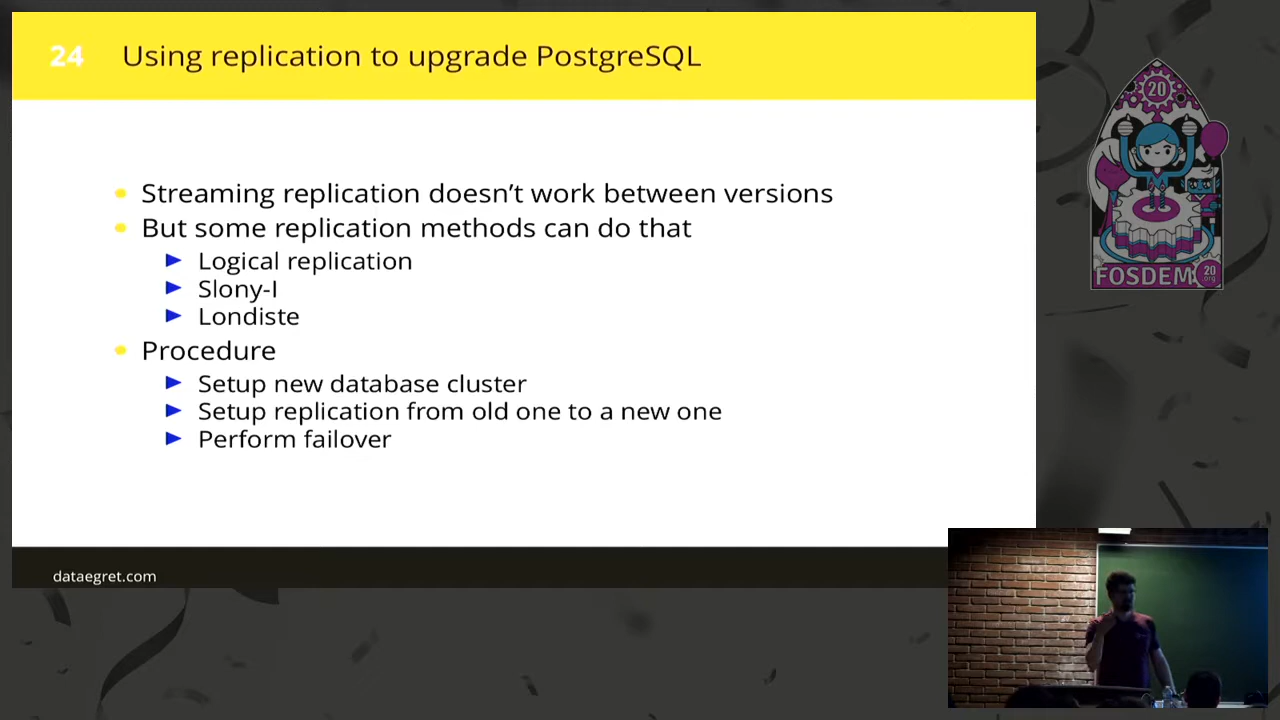 24 Using replication to upgrade PostgreSQL
Streaming replication doesn't work between versions
But some replication methods can do that
Logical replication
Slony-I
Londiste
Procedure
Setup new database cluster
Setup replication from old one to a new one
Perform failover
dataegret.com
20
FOSDEM
20
org